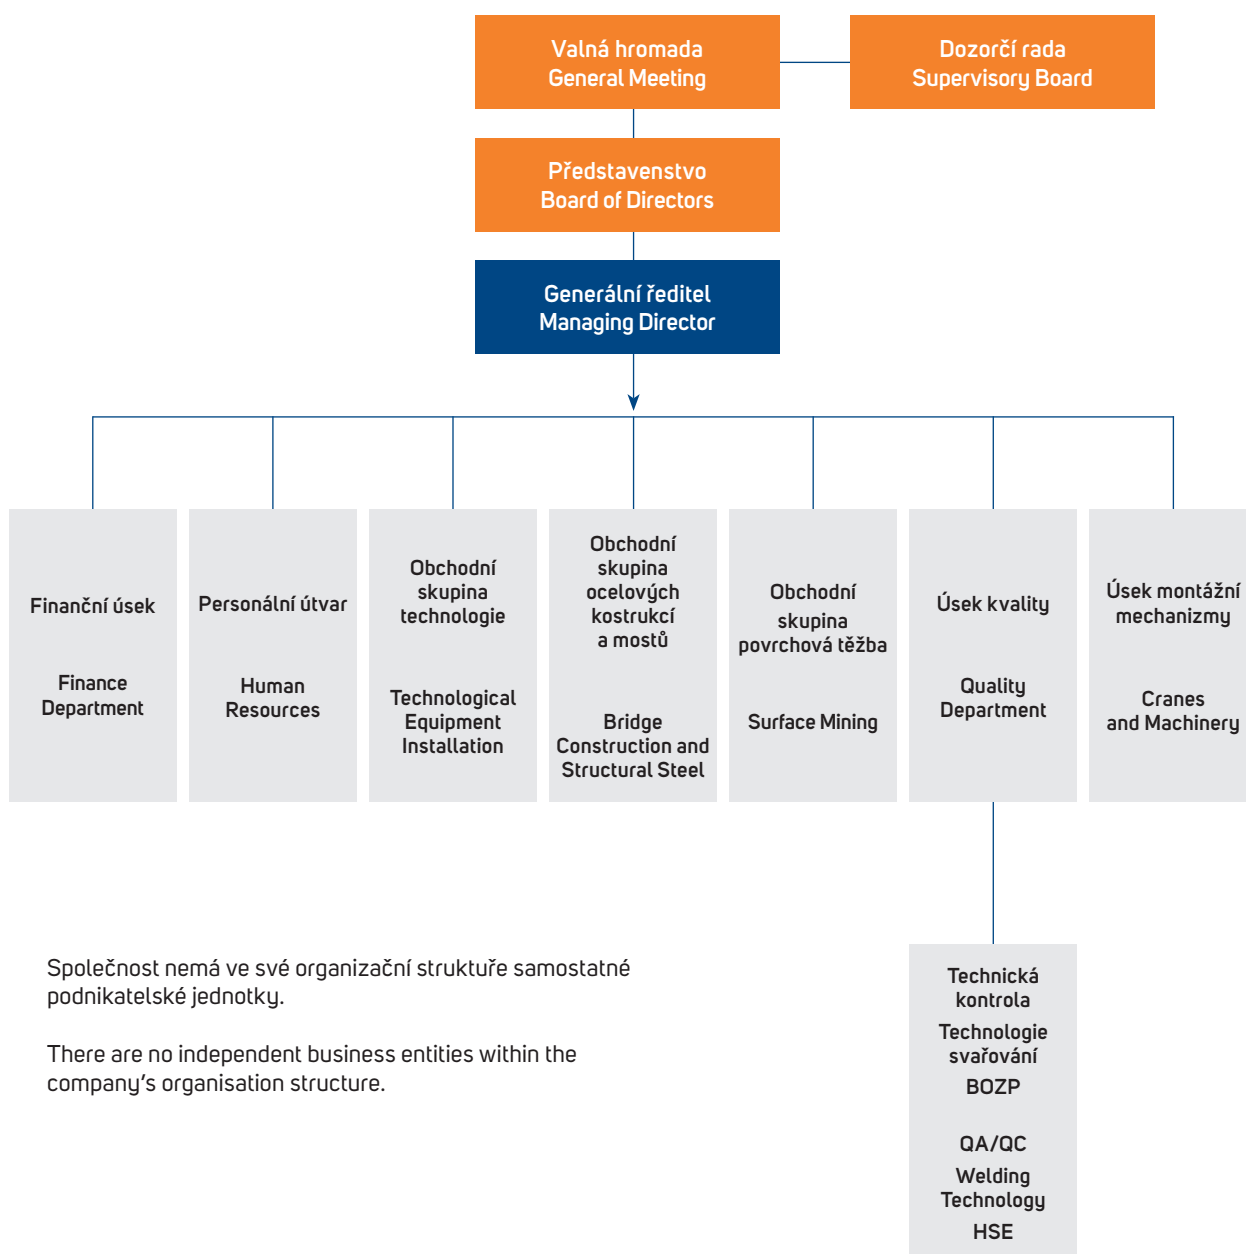 Valná hromada
General Meeting
Dozorčí rada
Supervisory Board
Představenstvo
Board of Directors
Generální ředitel
Managing Director
Finanční úsek
Finance
Department
Personální útvar
Human
Resources
Obchodní
skupina
technologie
Technological
Equipment
Installation
Obchodní
skupina
ocelových
kostrukcí
a mostů
Bridge
Construction and
Structural Steel
Obchodní
skupina
povrchová těžba
Surface Mining
Úsek kvality
Quality
Department
Úsek montážní
mechanizmy
Cranes
and Machinery
Společnost nemá ve své organizační struktuře samostatné
podnikatelské jednotky.
There are no independent business entities within the
company's organisation structure.
Technická
kontrola
Technologie
svařování
BOZP
QA/QC
Welding
Technology
HSE